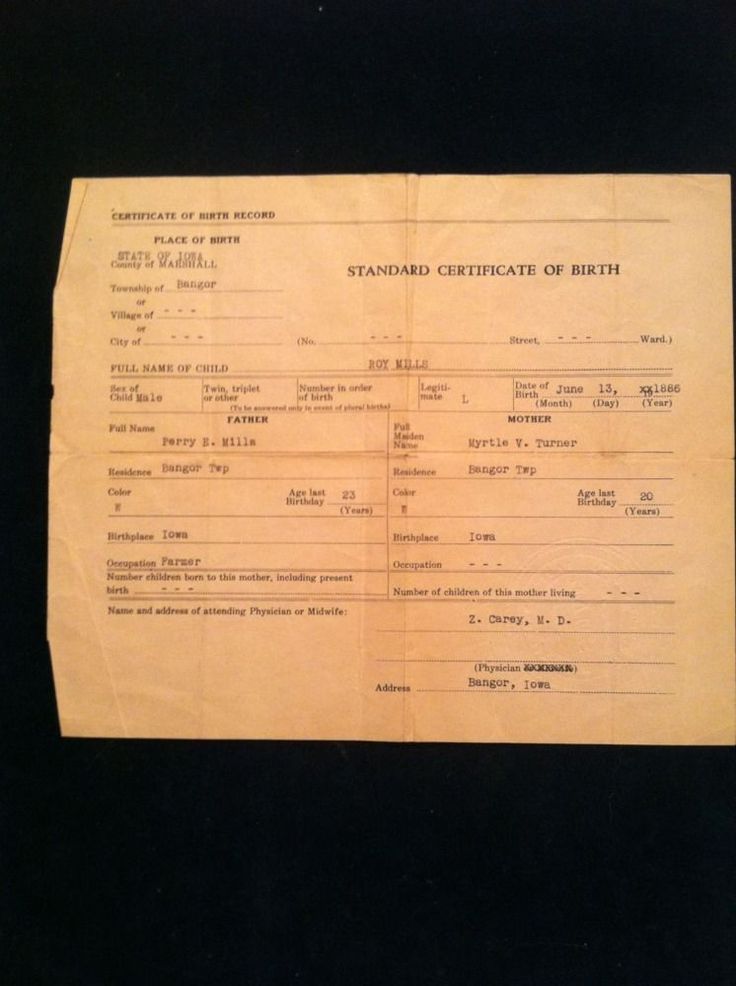 CERTIFICATE OF BIRTH RECORD
PLACE OF BIRTH
STATE OF IOWA
County of MARSHALL
STANDARD CERTIFICATE OF BIRTH
Township of Bangor
or
Village of - - -
or
City of - - - (No. - - - Street, - - - Ward.)
FULL NAME OF CHILD ROY MILLS
Sex of Child Male Twin, triplet or other Number in order of birth Legiti-mate L Date of Birth June 13, xx1886
(To be answered only in event of plural births) (Month) (Day) (Year)
FATHER MOTHER
Full Name Perry E. Mills Full Maiden Name Myrtle V. Turner
Residence Bangor Twp Residence Bangor Twp
Color Age last Birthday 23 (Years) Color Age last Birthday 20 (Years)
Birthplace Iowa Birthplace Iowa
Occupation Farmer Occupation - - -
Number children born to this mother, including present
birth - - - Number of children of this mother living - - -
Name and address of attending Physician or Midwife:
Z. Carey, M. D.
(Physician )
Address Bangor, Iowa